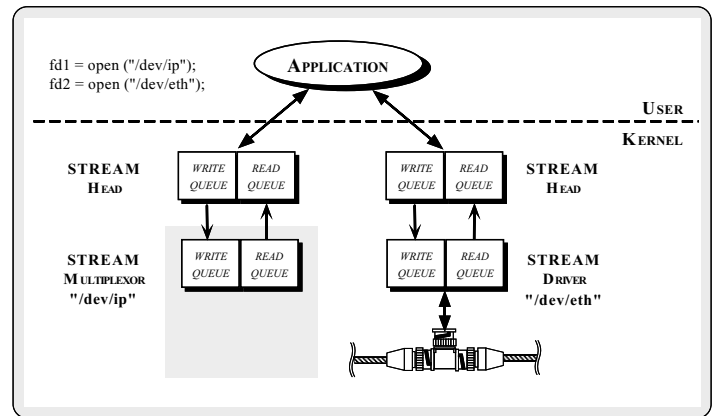 fd1 = open ("/dev/ip");
fd2 = open ("/dev/eth");
APPLICATION
USER
KERNEL
STREAM
HEAD
WRITE
QUEUE
READ
QUEUE
WRITE
QUEUE
READ
QUEUE
STREAM
HEAD
STREAM
MULTIPLEXOR
"/dev/ip"
WRITE
QUEUE
READ
QUEUE
WRITE
QUEUE
READ
QUEUE
STREAM
DRIVER
"/dev/eth"